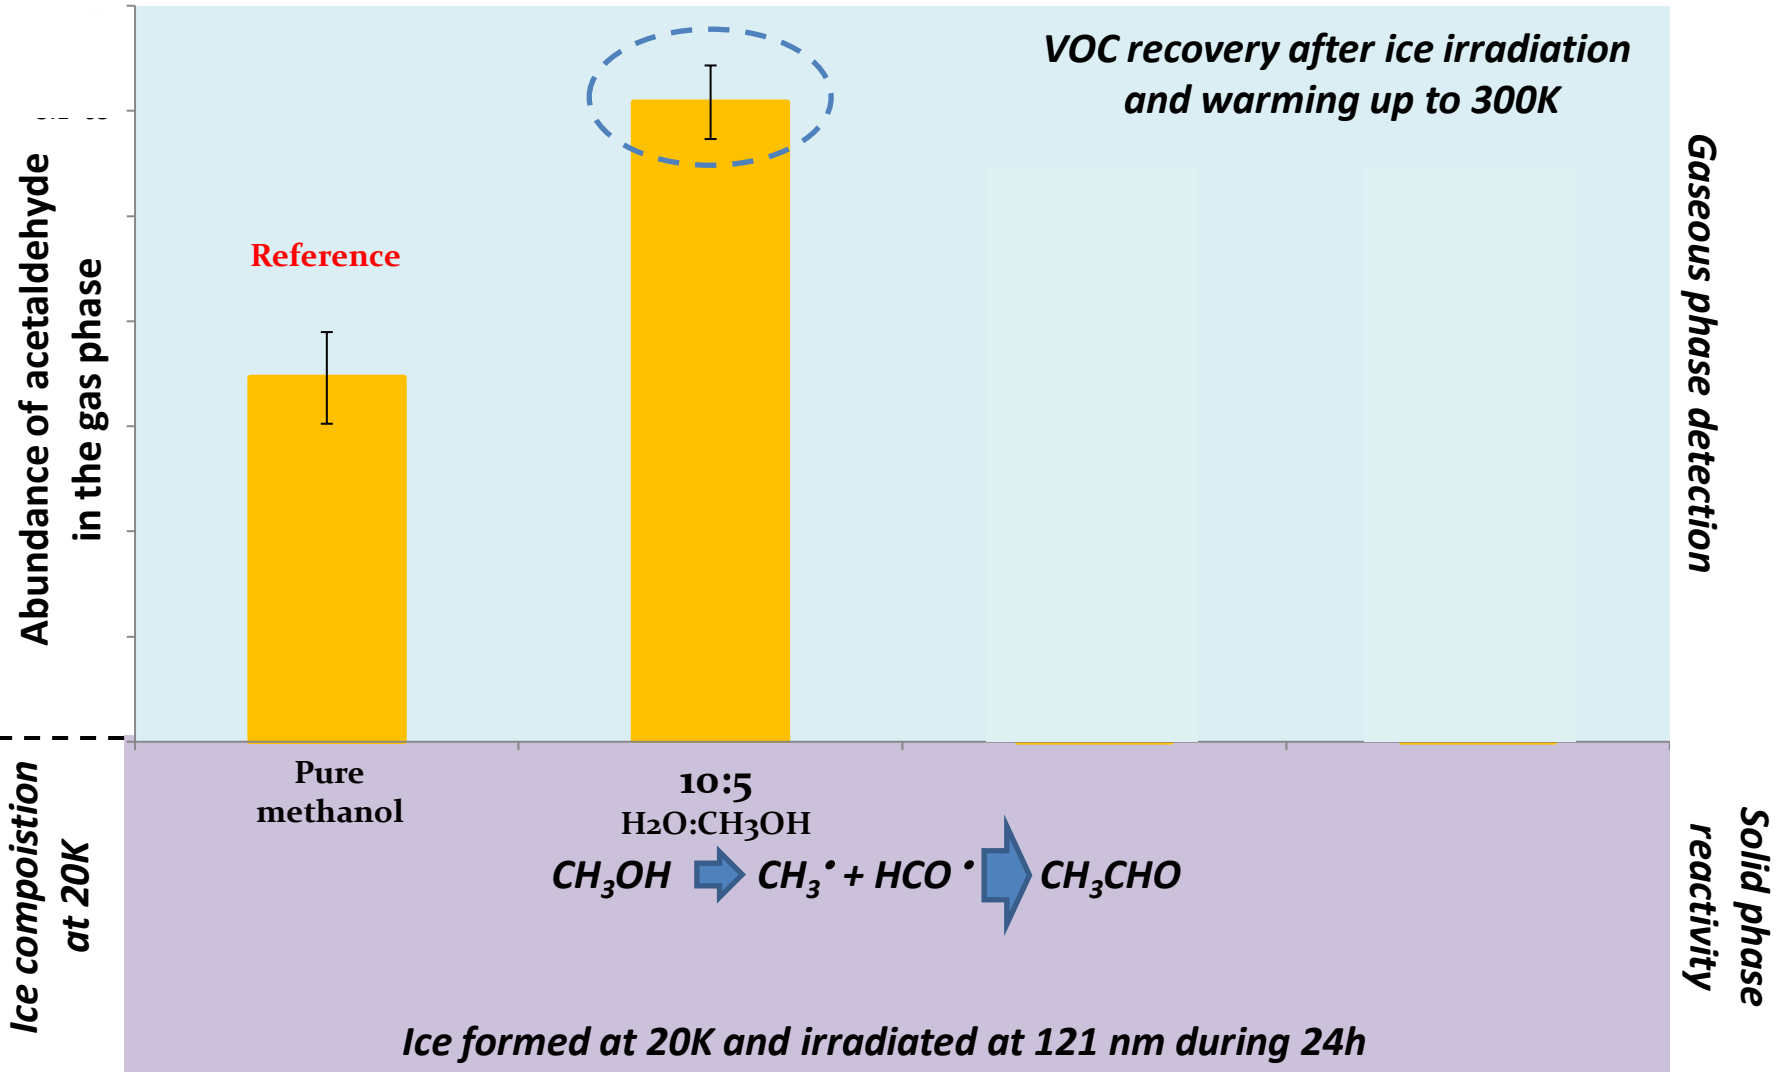 VOC recovery after ice irradiation
and warming up to 300K
Abundance of acetaldehyde
in the gas phase
Reference
Gaseous phase detection
Pure
methanol
10:5
H2O:CH3OH
CH₃OH CH₃• + HCO • CH₃CHO
Ice compoistion
at 20K
Solid phase
reactivity
Ice formed at 20K and irradiated at 121 nm during 24h